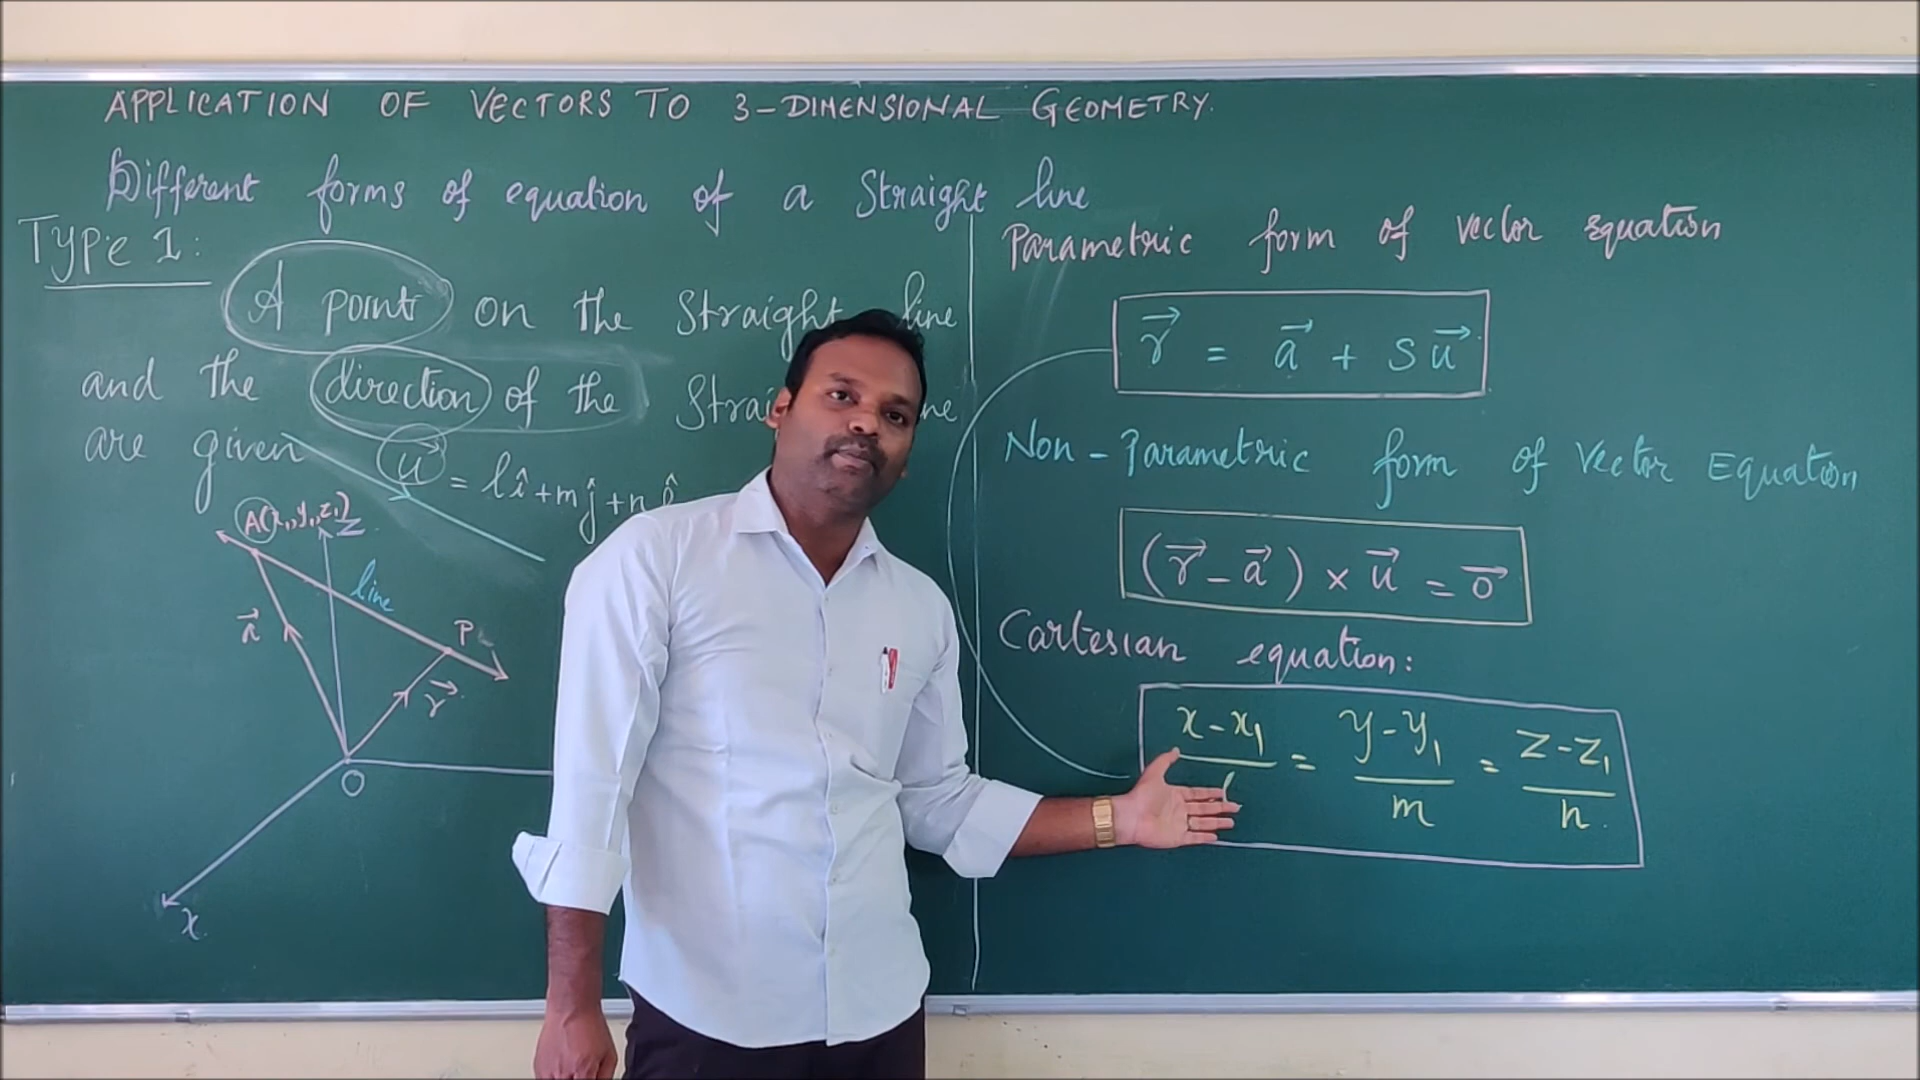 APPLICATION OF VECTORS TO 3-DIMENSIONAL GEOMETRY.
Different forms of equation of a Straight line
Type 1:
A point on the Straight line
and the direction of the
are given
u⃗ = lî+mĵ+n
A(x₁,y₁,z₁)
Z
line
a⃗
P
r⃗
O
x
Parametric form of vector equation
r⃗ = a⃗ + S u⃗
Non-Parametric form of Vector Equation
(r⃗ - a⃗) × u⃗ = 0⃗
Cartesian equation:
x-x₁ = y-y₁ = z-z₁
l m n